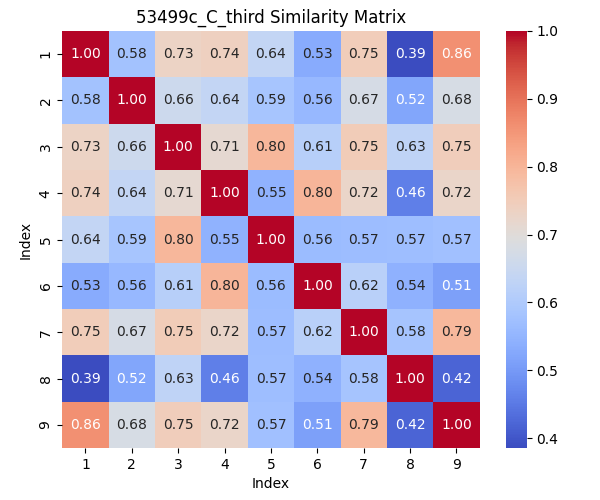 53499c_C_third Similarity Matrix
1 1.00 0.58 0.73 0.74 0.64 0.53 0.75 0.39 0.86
2 0.58 1.00 0.66 0.64 0.59 0.56 0.67 0.52 0.68
3 0.73 0.66 1.00 0.71 0.80 0.61 0.75 0.63 0.75
4 0.74 0.64 0.71 1.00 0.55 0.80 0.72 0.46 0.72
5 0.64 0.59 0.80 0.55 1.00 0.56 0.57 0.57 0.57
6 0.53 0.56 0.61 0.80 0.56 1.00 0.62 0.54 0.51
7 0.75 0.67 0.75 0.72 0.57 0.62 1.00 0.58 0.79
8 0.39 0.52 0.63 0.46 0.57 0.54 0.58 1.00 0.42
9 0.86 0.68 0.75 0.72 0.57 0.51 0.79 0.42 1.00
1 2 3 4 5 6 7 8 9
Index
Index
1.0
0.9
0.8
0.7
0.6
0.5
0.4